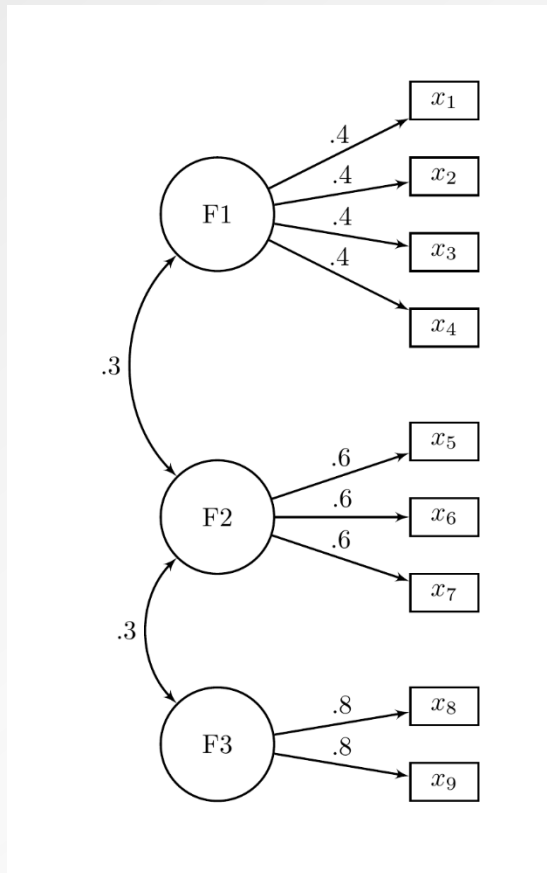 x₁
.4
.4
x₂
F1
.4
x₃
.4
x₄
.3
x₅
.6
.6
F2
x₆
.6
x₇
.3
.8
x₈
F3
.8
x₉